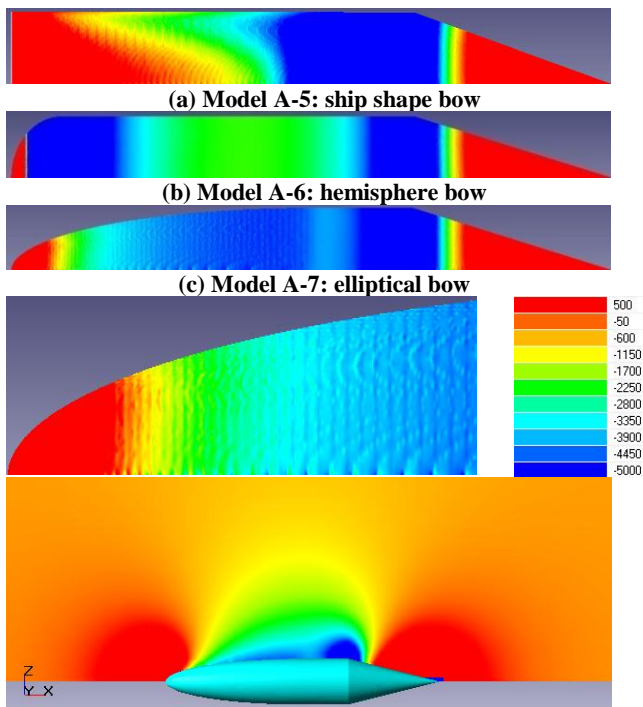 (a) Model A-5: ship shape bow
(b) Model A-6: hemisphere bow
(c) Model A-7: elliptical bow
500
-50
-600
-1150
-1700
-2250
-2800
-3350
-3900
-4450
-5000
Z
Y X